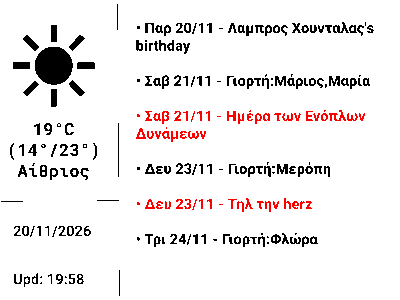 19°C
(14°/23°)
Αίθριος
20/11/2026
Upd: 19:58
• Παρ 20/11 - Λαμπρος Χουνταλας's
birthday
• Σαβ 21/11 - Γιορτή:Μάριος,Μαρία
• Σαβ 21/11 - Ημέρα των Ενόπλων
Δυνάμεων
• Δευ 23/11 - Γιορτή:Μερόπη
• Δευ 23/11 - Τηλ την herz
• Τρι 24/11 - Γιορτή:Φλώρα